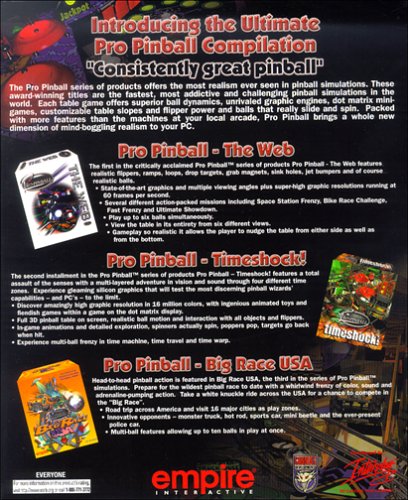 Introducing the Ultimate
Pro Pinball Compilation
"Consistently great pinball"
The Pro Pinball series of products offers the most realism ever seen in pinball simulations. These
award-winning titles are the fastest, most addictive and challenging pinball simulations in the
world. Each table game offers superior ball dynamics, unrivaled graphic engines, dot matrix mini-
games, customizable table slopes and flipper power and balls that really slide and spin. Packed
with more features than the machines at your local arcade, Pro Pinball brings a whole new
dimension of mind-boggling realism to your PC.
Pro Pinball - The Web
The first in the critically acclaimed Pro Pinball™ series of products Pro Pinball - The Web features
realistic flippers, ramps, loops, drop targets, grab magnets, sink holes, jet bumpers and of course
realistic balls.
• State-of-the-art graphics and multiple viewing angles plus super-high graphic resolutions running at
60 frames per second.
• Several different action-packed missions including Space Station Frenzy, Bike Race Challenge,
Fast Frenzy and Ultimate Showdown.
• Play up to six balls simultaneously.
• View the table in its entirety from six different views.
• Gameplay so realistic it allows the player to nudge the table from either side as well as
from the bottom.
Pro Pinball - Timeshock!
The second installment in the Pro Pinball™ series of products Pro Pinball - Timeshock! features a total
assault of the senses with a multi-layered adventure in vision and sound through four different time
zones. Experience gleaming silicon graphics that will test the most discerning pinball wizards'
capabilities - and PC's - to the limit.
• Discover amazingly high graphic resolution in 16 million colors, with ingenious animated toys and
fiendish games within a game on the dot matrix display.
• Full 3D pinball table on screen, realistic ball motion and interaction with all objects and flippers.
• In-game animations and detailed explosions, spinners actually spin, poppers pop, targets go back
when hit.
• Experience multi-ball frenzy in time machine, time travel and time warp.
timeshock!
Pro Pinball - Big Race USA
Head-to-head pinball action is featured in Big Race USA, the third in the series of Pro Pinball™
simulations. Prepare for the wildest pinball race to date with a whirlwind frenzy of color, sound and
adrenaline-pumping action. Take a white knuckle ride across the USA for a chance to compete in
the "Big Race".
• Road trip across America and visit 16 major cities as play zones.
• Innovative opponents - monster truck, hot rod, sports car, mini beetle and the ever-present
police car.
• Multi-ball features allowing up to ten balls in play at once.
EVERYONE
empire
INTERACTIVE